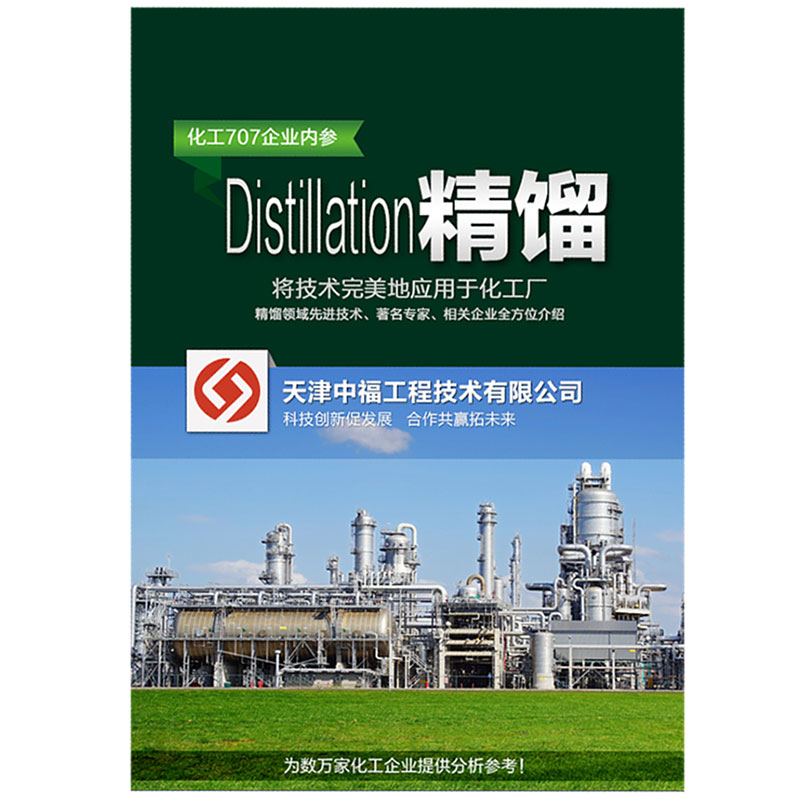 化工707企业内参
Distillation精馏
将技术完美地应用于化工厂
精馏领域先进技术、著名专家、相关企业全方位介绍
天津中福工程技术有限公司
科技创新促发展 合作共赢拓未来
为数万家化工企业提供分析参考！